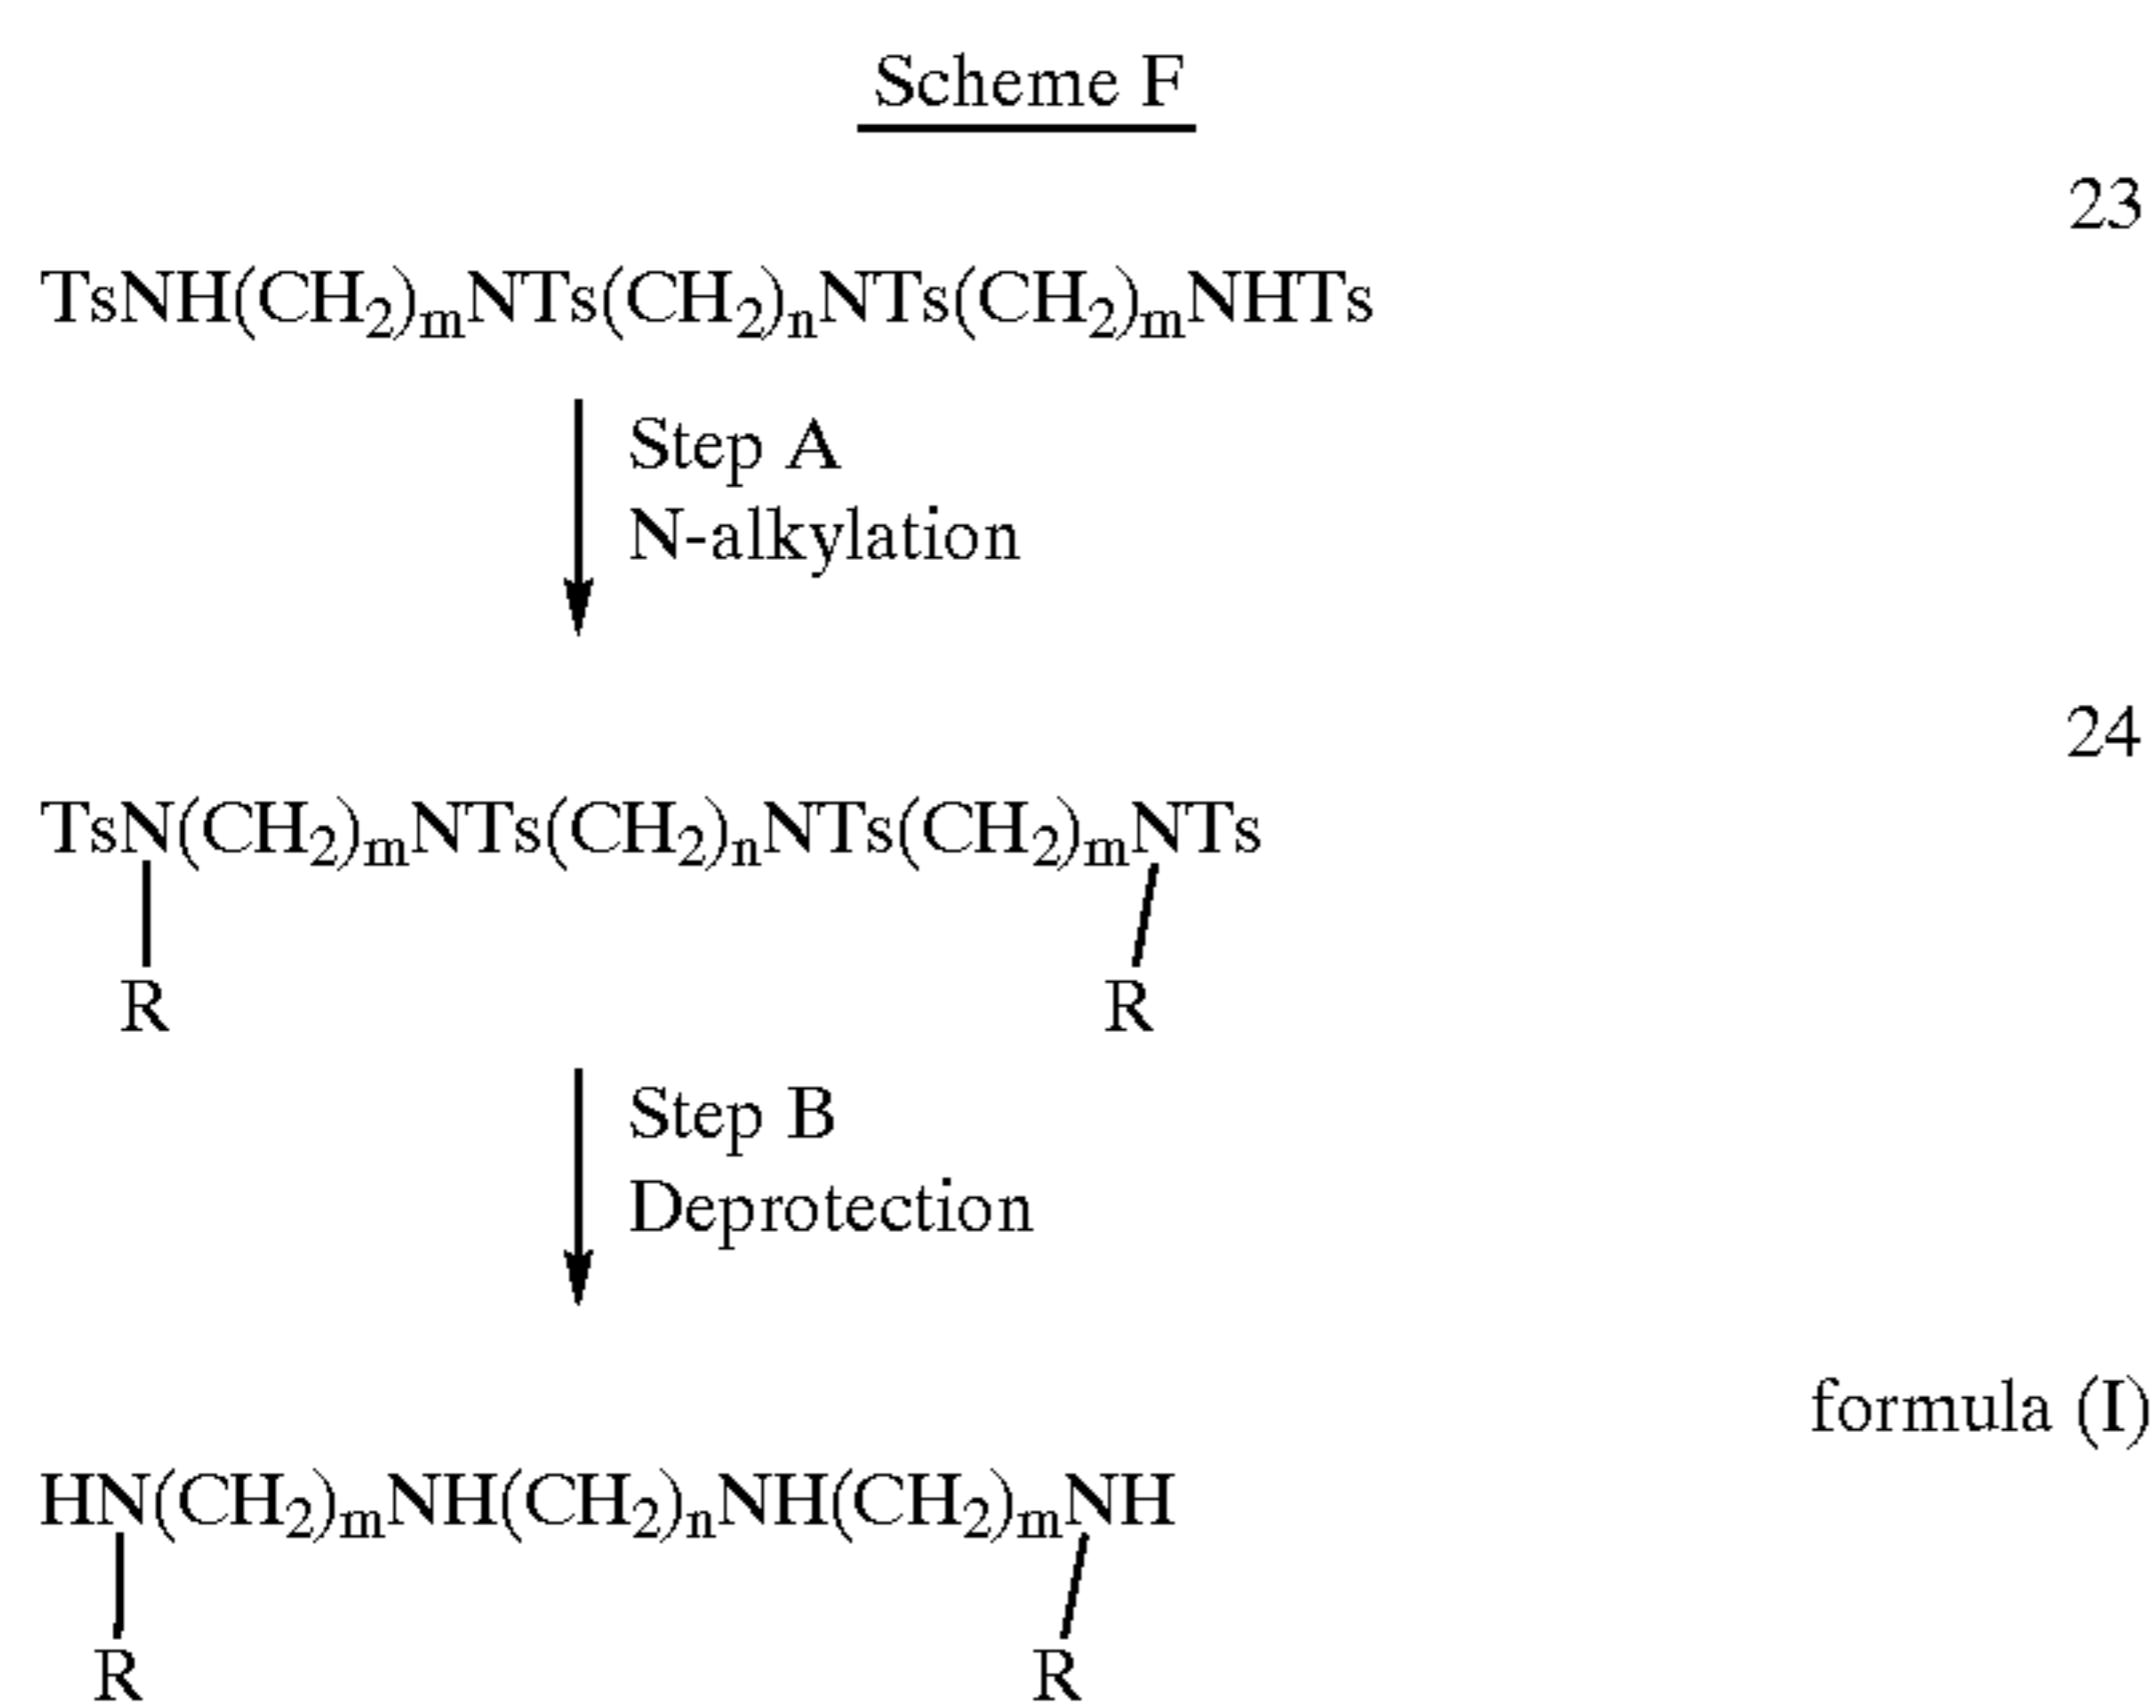 Scheme F
23
TsNH(CH₂)ₘNTs(CH₂)ₙNTs(CH₂)ₘNHTs
Step A
N-alkylation
24
TsN(CH₂)ₘNTs(CH₂)ₙNTs(CH₂)ₘNTs
R R
Step B
Deprotection
formula (I)
HN(CH₂)ₘNH(CH₂)ₙNH(CH₂)ₘNH
R R